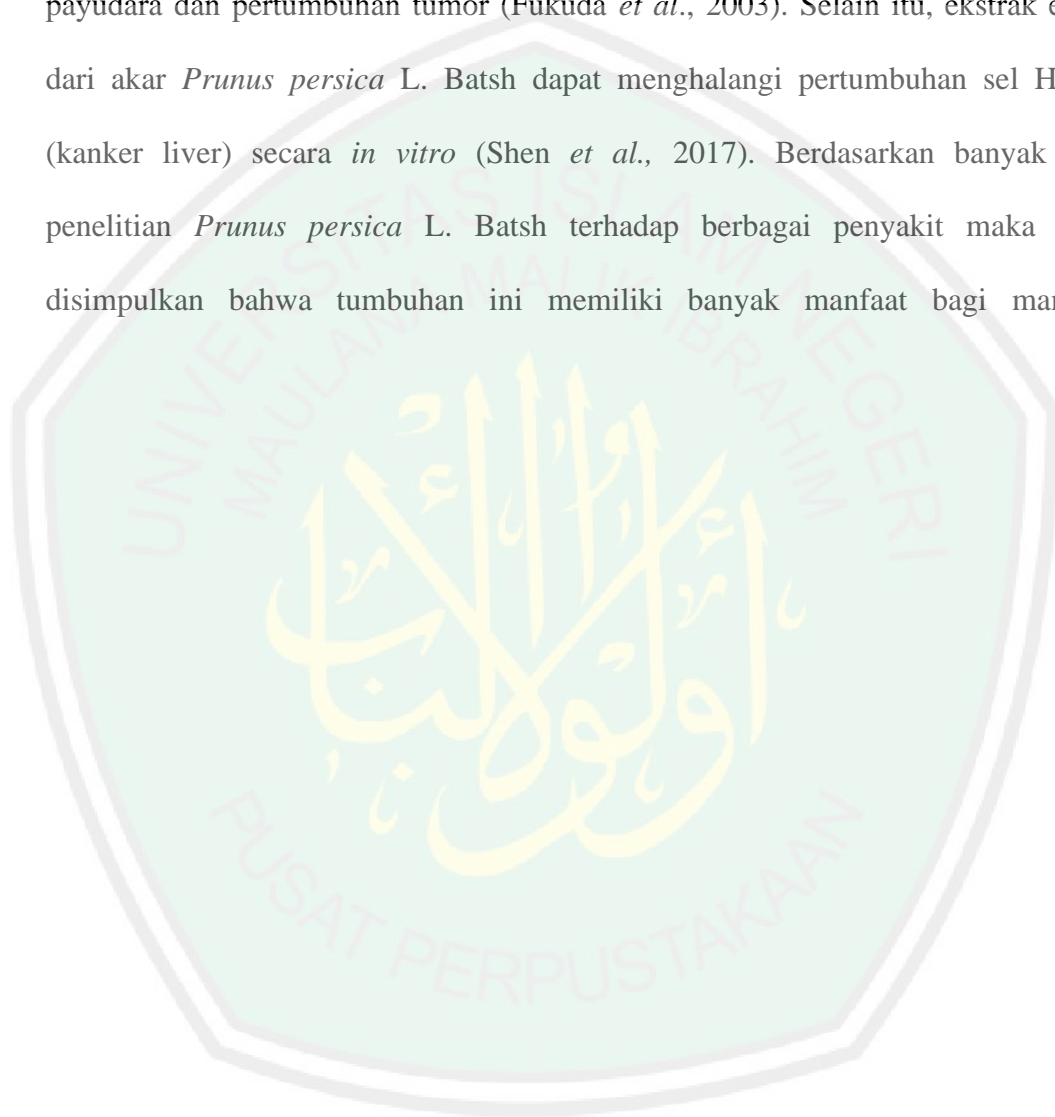 payudara dan pertumbuhan tumor (Fukuda et al., 2003). Selain itu, ekstrak
dari akar Prunus persica L. Batsh dapat menghalangi pertumbuhan sel
(kanker liver) secara in vitro (Shen et al., 2017). Berdasarkan banyak
penelitian Prunus persica L. Batsh terhadap berbagai penyakit maka
disimpulkan bahwa tumbuhan ini memiliki banyak manfaat bagi
UNIVERSITAS ISLAM NEGERI
MAULANA MALIK IBRAHIM
أولوا الألباب
PUSAT PERPUSTAKAAN